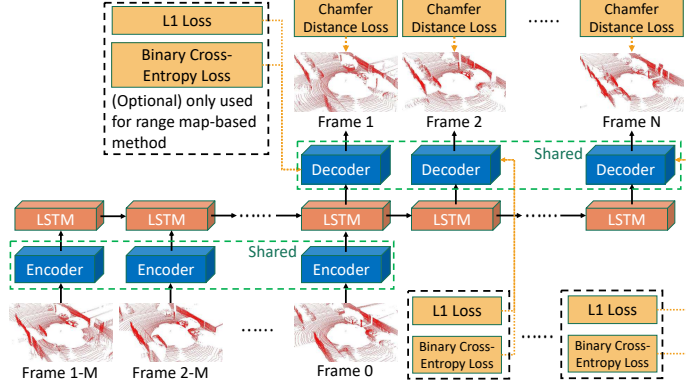 L1 Loss
Binary Cross-
Entropy Loss
(Optional) only used
for range map-based
method
Chamfer
Distance Loss
Chamfer
Distance Loss
......
Chamfer
Distance Loss
Frame 1
Frame 2
Frame N
Shared
Decoder
Decoder
Decoder
LSTM
LSTM
......
LSTM
LSTM
......
LSTM
Shared
Encoder
Encoder
Encoder
......
Frame 1-M
Frame 2-M
Frame 0
L1 Loss
Binary Cross-
Entropy Loss
......
L1 Loss
Binary Cross-
Entropy Loss